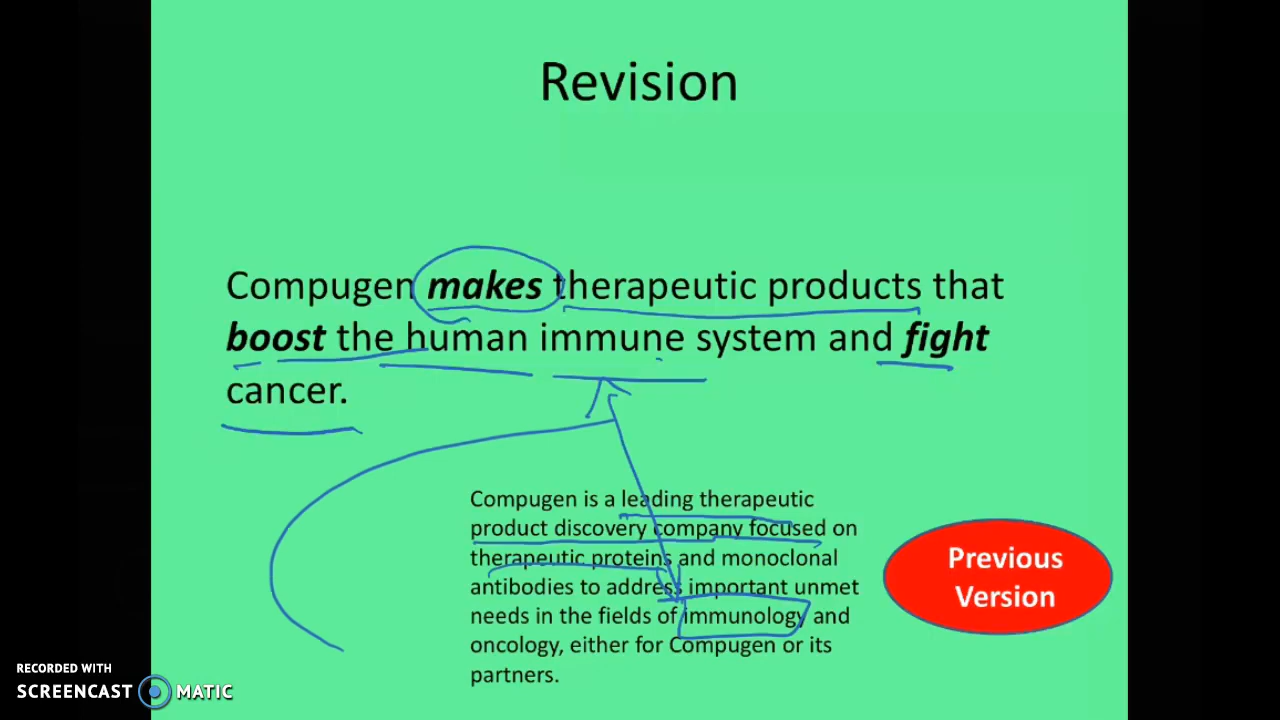 Revision
Compugen makes therapeutic products that
boost the human immune system and fight
cancer.
Compugen is a leading therapeutic
product discovery company focused on
therapeutic proteins and monoclonal
antibodies to address important unmet
needs in the fields of immunology and
oncology, either for Compugen or its
partners.
Previous
Version
RECORDED WITH
SCREENCAST MATIC